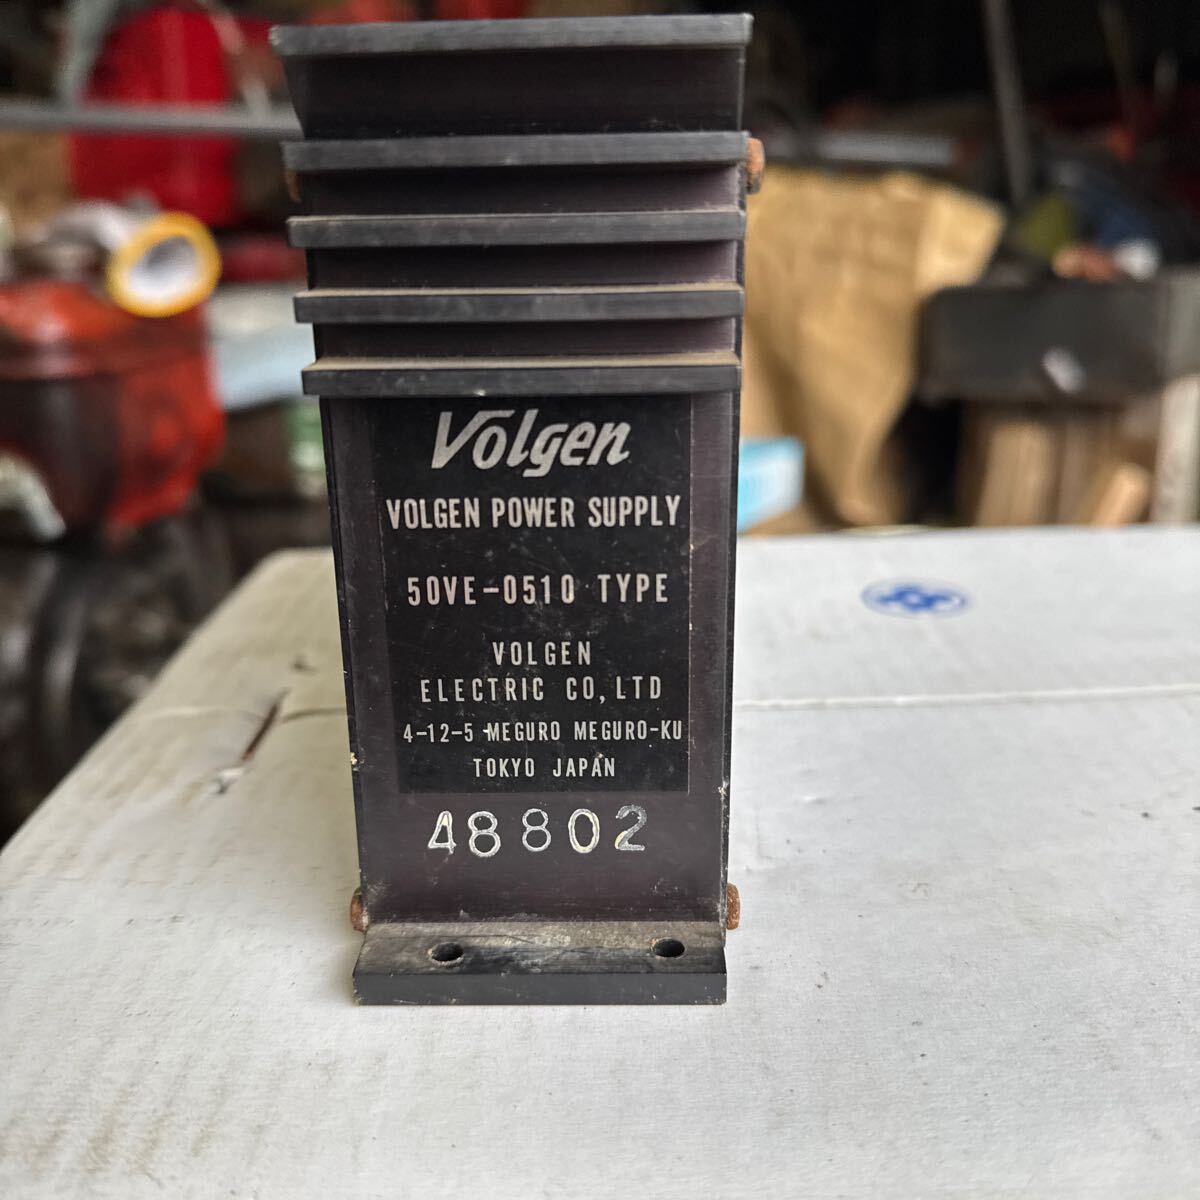 Volgen
VOLGEN POWER SUPPLY
50VE-0510 TYPE
VOLGEN
ELECTRIC CO,LTD
4-12-5 MEGURO MEGURO-KU
TOKYO JAPAN
48802